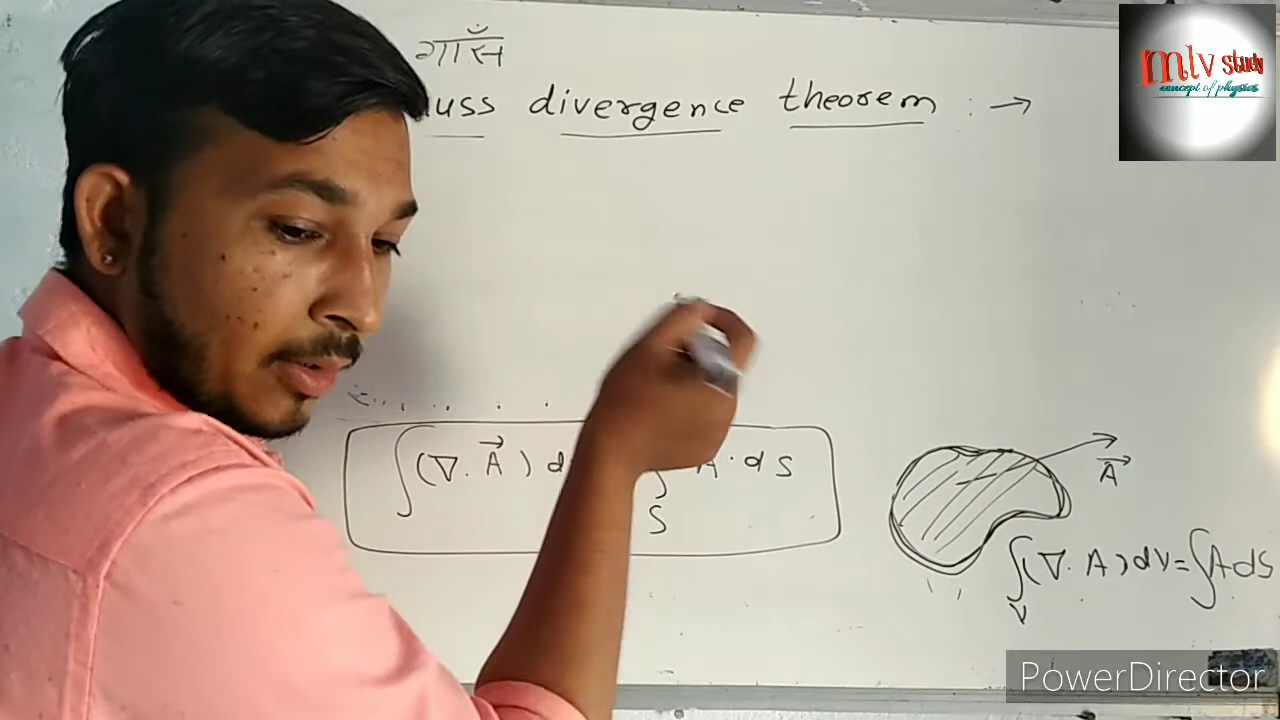 गाॅस
uss divergence theorem :→
mlv study
concept of physics
∫(∇. A⃗) d
S
A · ds
A⃗
∫(∇. A) dv = ∫A ds
V
PowerDirector